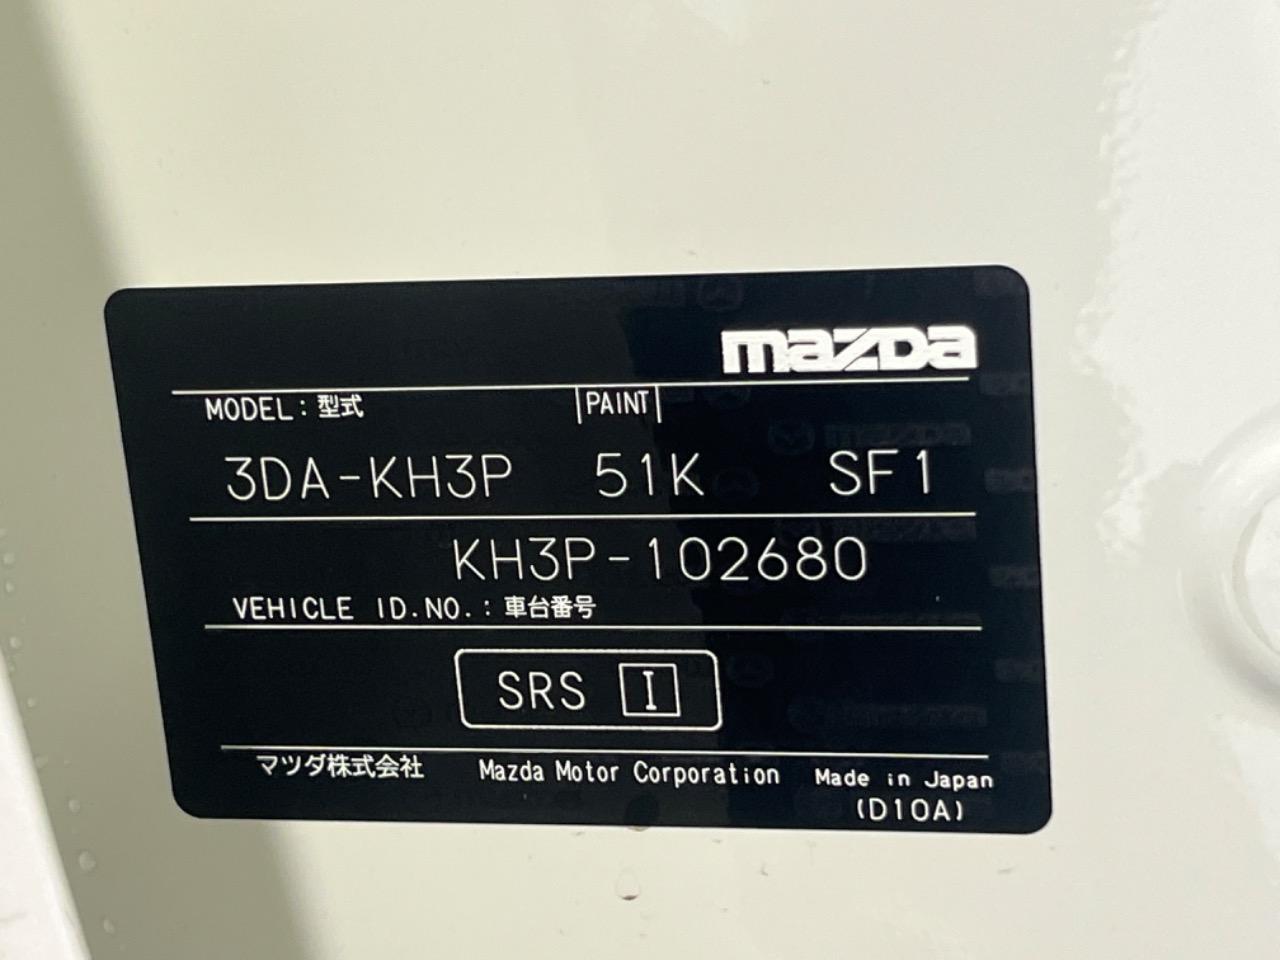 mazda
MODEL:型式 PAINT
3DA-KH3P 51K SF1
KH3P-102680
VEHICLE ID.NO.:車台番号
SRS I
マツダ株式会社 Mazda Motor Corporation Made in Japan
(D10A)